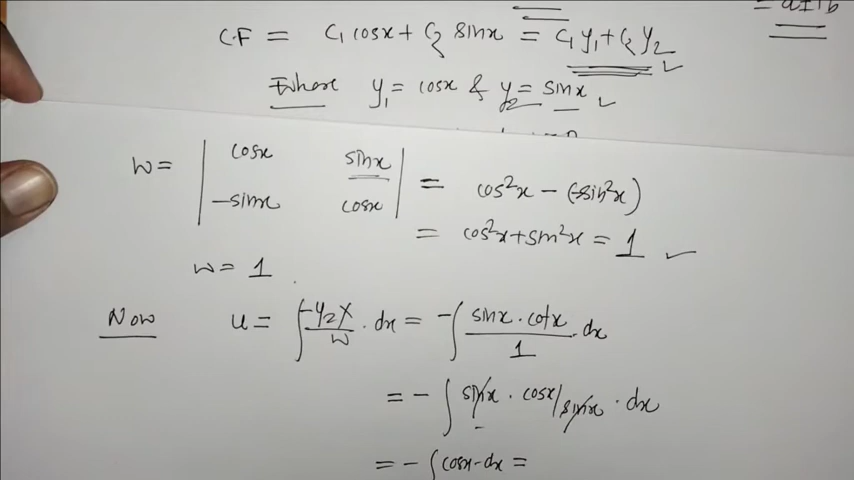 = aI+b
C.F = C₁ cosx + C₂ sinx = C₁y₁ + C₂y₂
Where y₁ = cosx & y₂ = sinx
W = | cosx sinx | = cos²x - (-sin²x)
| -sinx cosx |
= cos²x + sin²x = 1
W = 1
Now u = ∫ -y₂X/W . dx = - ∫ sinx . cotx / 1 . dx
= - ∫ sinx . cosx/sinx . dx
= - ∫ cosx - dx =